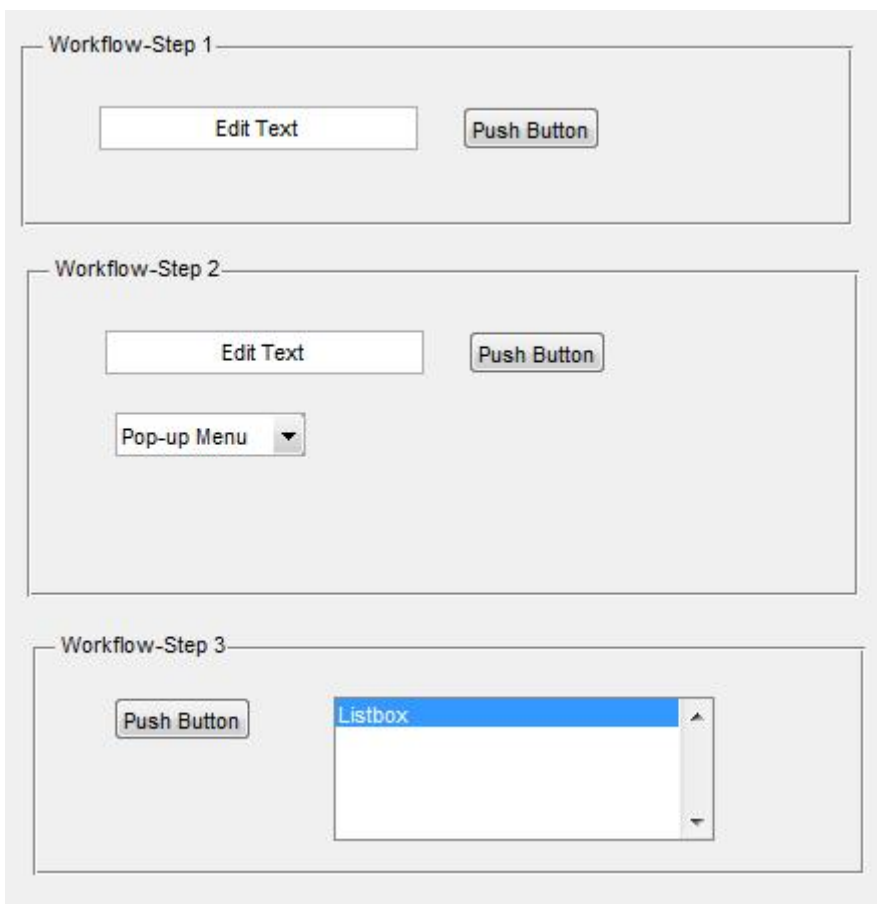 Workflow-Step 1
Edit Text
Push Button
Workflow-Step 2
Edit Text
Push Button
Pop-up Menu
Workflow-Step 3
Push Button
Listbox